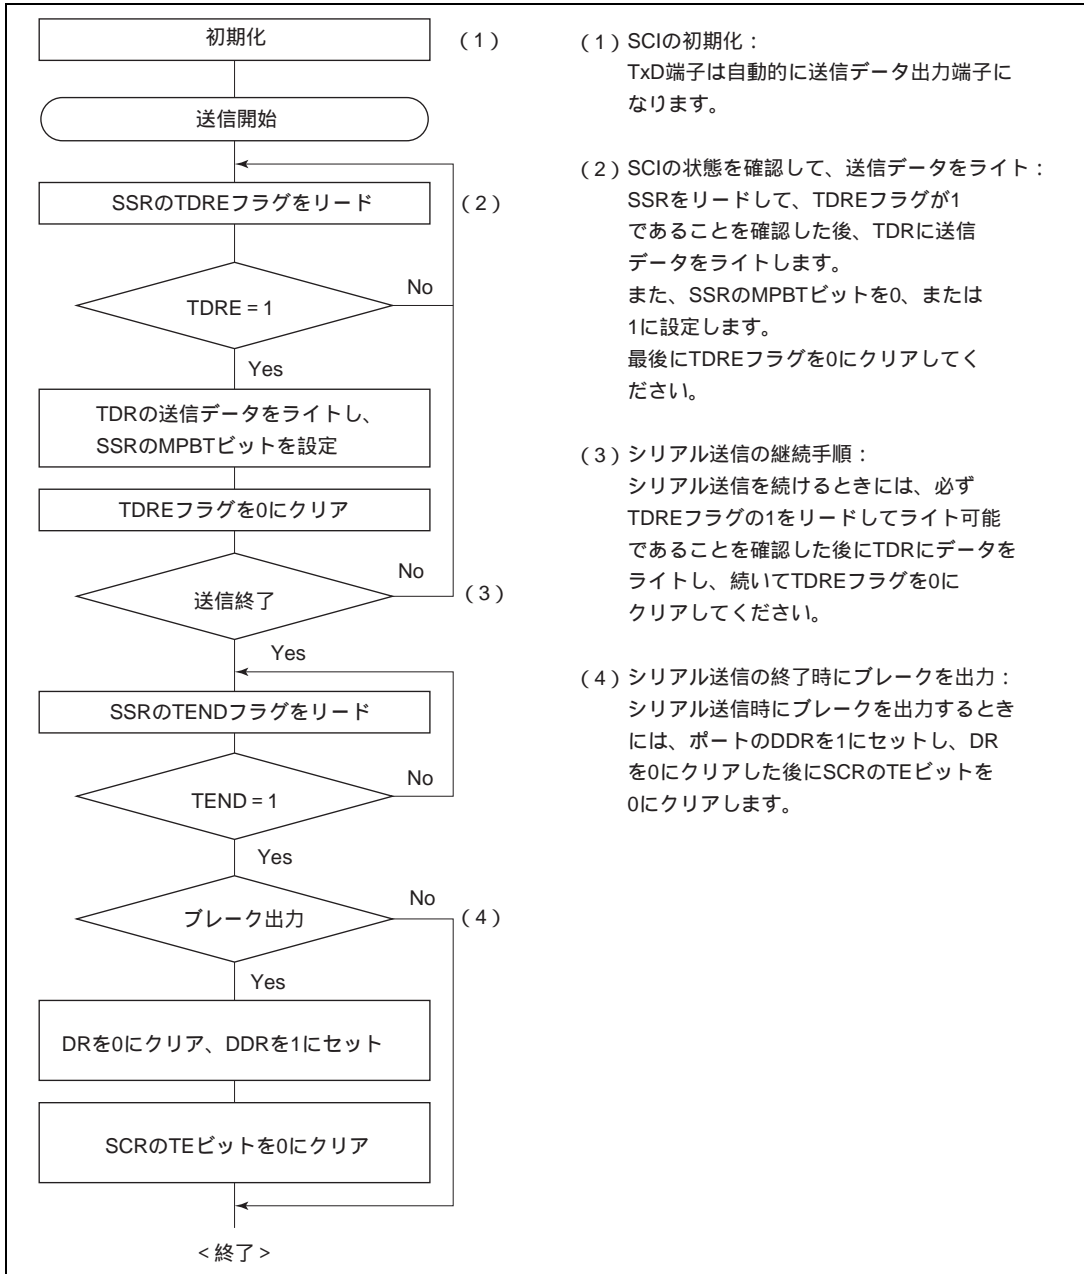 初期化
(1)
送信開始
SSRのTDREフラグをリード
(2)
TDRE = 1
No
Yes
TDRの送信データをライトし、
SSRのMPBTビットを設定
TDREフラグを0にクリア
送信終了
No
(3)
Yes
SSRのTENDフラグをリード
TEND = 1
No
Yes
ブレーク出力
No
(4)
Yes
DRを0にクリア、DDRを1にセット
SCRのTEビットを0にクリア
<終了>
(1)SCIの初期化:
TxD端子は自動的に送信データ出力端子に
なります。
(2)SCIの状態を確認して、送信データをライト:
SSRをリードして、TDREフラグが1
であることを確認した後、TDRに送信
データをライトします。
また、SSRのMPBTビットを0、または
1に設定します。
最後にTDREフラグを0にクリアしてく
ださい。
(3)シリアル送信の継続手順:
シリアル送信を続けるときには、必ず
TDREフラグの1をリードしてライト可能
であることを確認した後にTDRにデータを
ライトし、続いてTDREフラグを0に
クリアしてください。
(4)シリアル送信の終了時にブレークを出力:
シリアル送信時にブレークを出力するとき
には、ポートのDDRを1にセットし、DR
を0にクリアした後にSCRのTEビットを
0にクリアします。